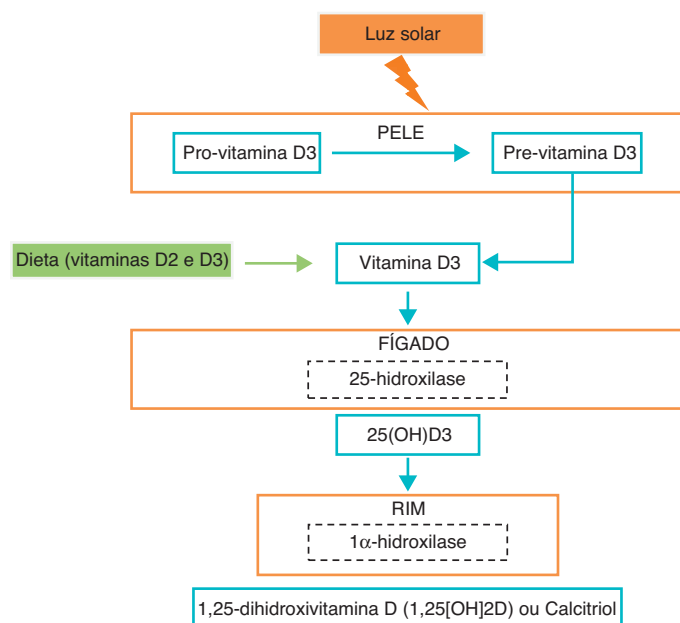 Luz solar
PELE
Pro-vitamina D3
Pre-vitamina D3
Dieta (vitaminas D2 e D3)
Vitamina D3
FÍGADO
25-hidroxilase
25(OH)D3
RIM
1α-hidroxilase
1,25-dihidroxivitamina D (1,25[OH]2D) ou Calcitriol